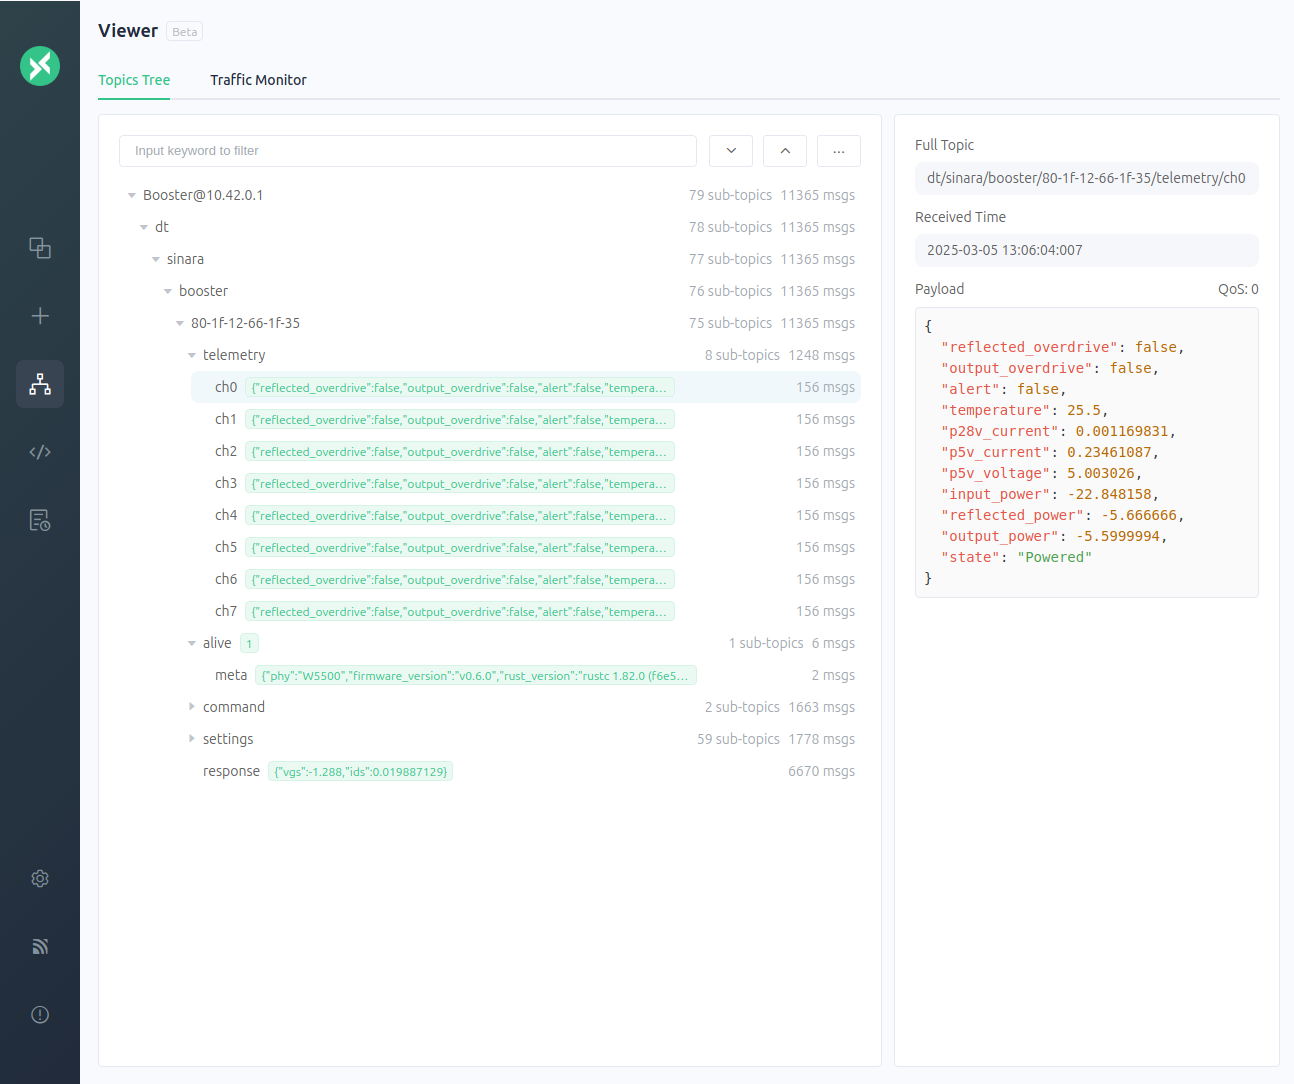 Viewer Beta
Topics Tree Traffic Monitor
Input keyword to filter ...
Booster@10.42.0.1 79 sub-topics 11365 msgs
dt 78 sub-topics 11365 msgs
sinara 77 sub-topics 11365 msgs
booster 76 sub-topics 11365 msgs
80-1f-12-66-1f-35 75 sub-topics 11365 msgs
telemetry 8 sub-topics 1248 msgs
ch0 {"reflected_overdrive":false,"output_overdrive":false,"alert":false,"tempera... 156 msgs
ch1 {"reflected_overdrive":false,"output_overdrive":false,"alert":false,"tempera... 156 msgs
ch2 {"reflected_overdrive":false,"output_overdrive":false,"alert":false,"tempera... 156 msgs
ch3 {"reflected_overdrive":false,"output_overdrive":false,"alert":false,"tempera... 156 msgs
ch4 {"reflected_overdrive":false,"output_overdrive":false,"alert":false,"tempera... 156 msgs
ch5 {"reflected_overdrive":false,"output_overdrive":false,"alert":false,"tempera... 156 msgs
ch6 {"reflected_overdrive":false,"output_overdrive":false,"alert":false,"tempera... 156 msgs
ch7 {"reflected_overdrive":false,"output_overdrive":false,"alert":false,"tempera... 156 msgs
alive 1 1 sub-topics 6 msgs
meta {"phy":"W5500","firmware_version":"v0.6.0","rust_version":"rustc 1.82.0 (f6e5... 2 msgs
command 2 sub-topics 1663 msgs
settings 59 sub-topics 1778 msgs
response {"vgs":-1.288,"ids":0.019887129} 6670 msgs
Full Topic
dt/sinara/booster/80-1f-12-66-1f-35/telemetry/ch0
Received Time
2025-03-05 13:06:04:007
Payload QoS: 0
{
"reflected_overdrive": false,
"output_overdrive": false,
"alert": false,
"temperature": 25.5,
"p28v_current": 0.001169831,
"p5v_current": 0.23461087,
"p5v_voltage": 5.003026,
"input_power": -22.848158,
"reflected_power": -5.666666,
"output_power": -5.5999994,
"state": "Powered"
}